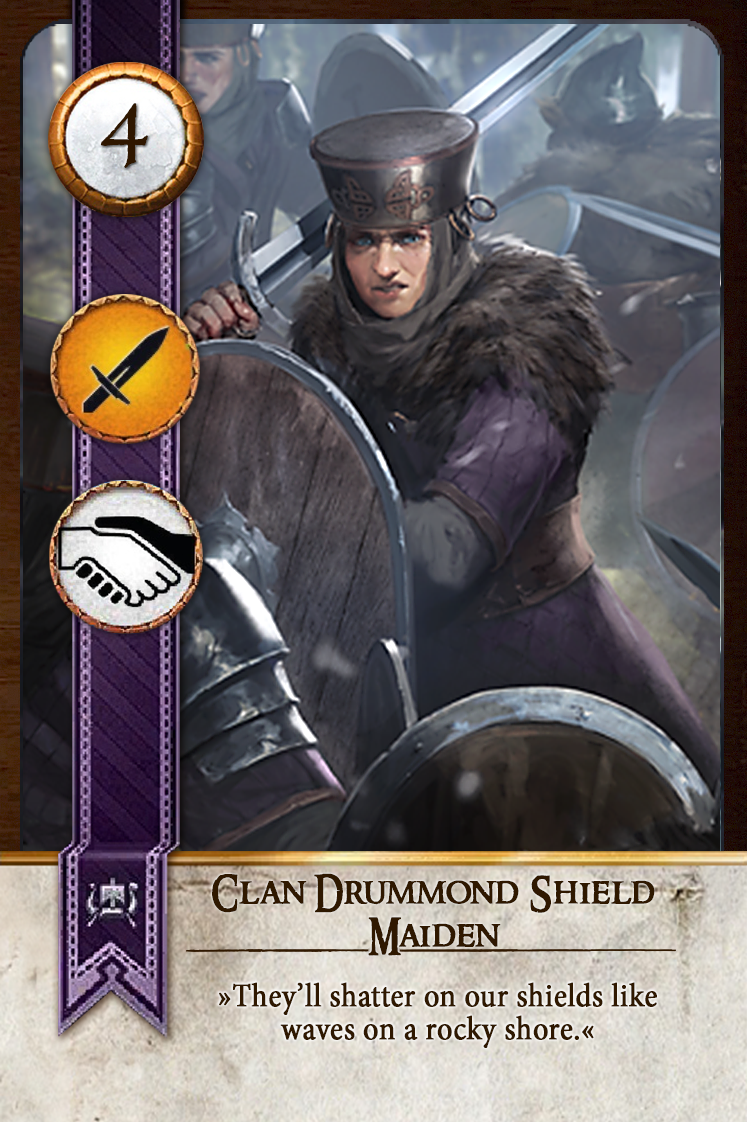 4
Clan Drummond Shield
Maiden
»They’ll shatter on our shields like
waves on a rocky shore.«